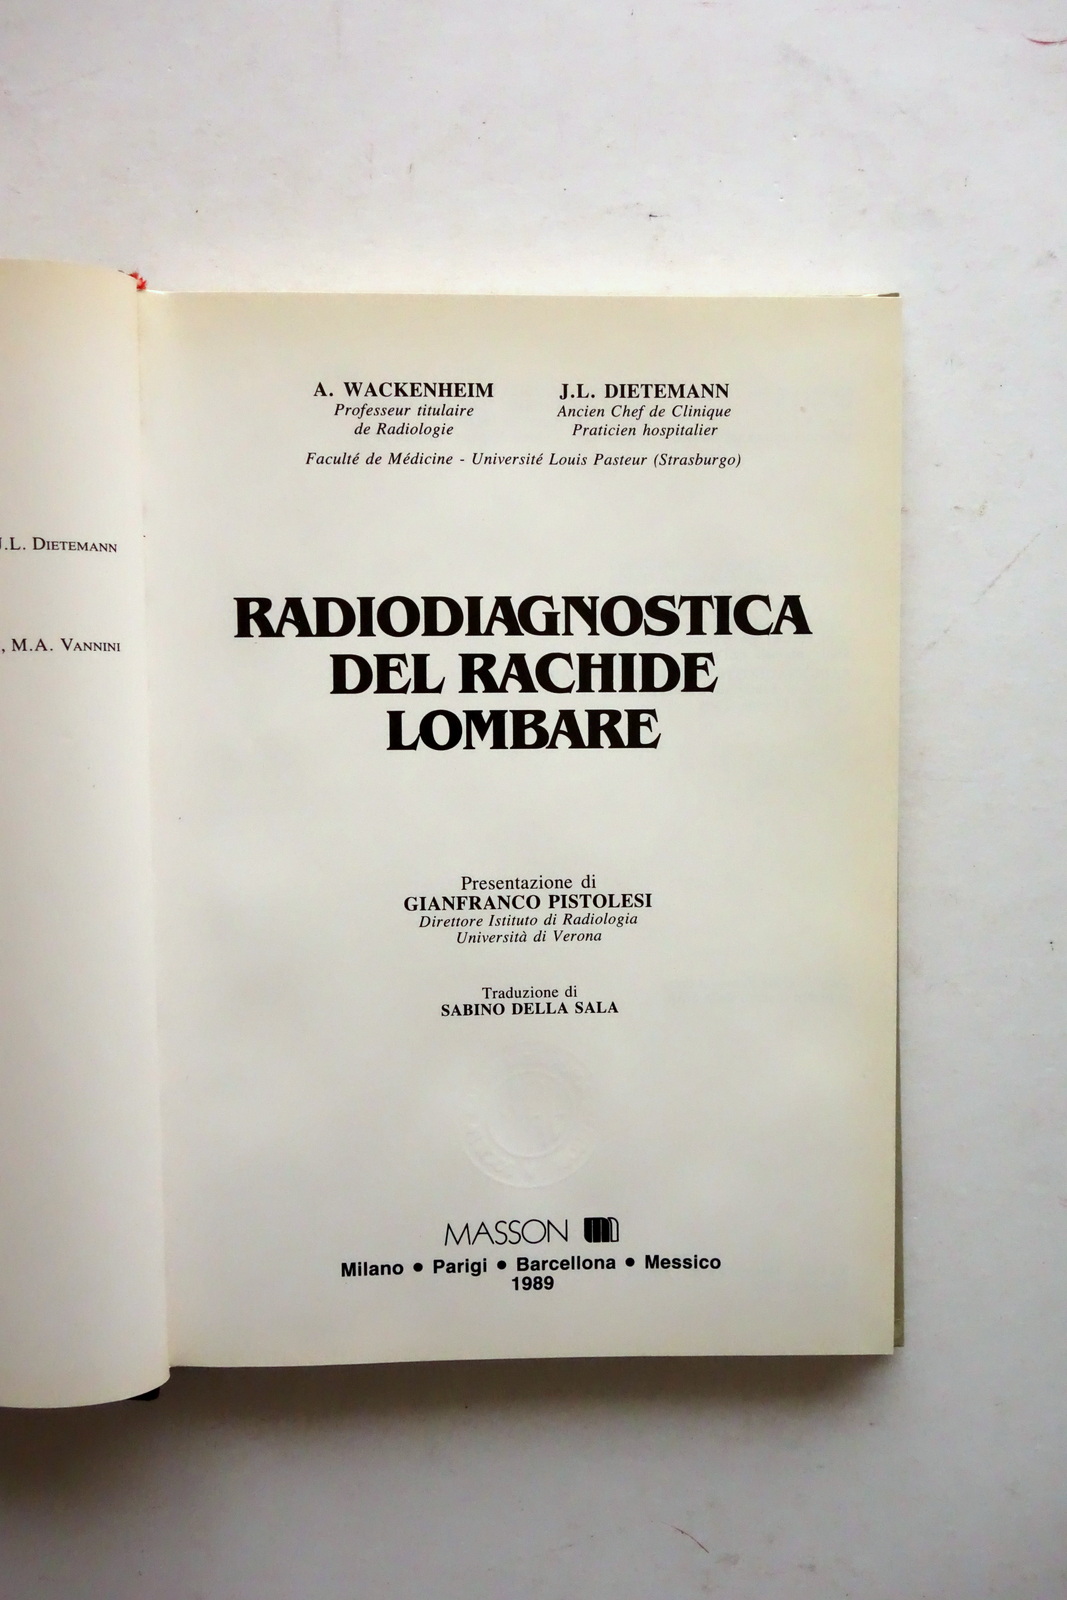 J.L. DIETEMANN
, M.A. VANNINI
A. WACKENHEIM
Professeur titulaire
de Radiologie
J.L. DIETEMANN
Ancien Chef de Clinique
Praticien hospitalier
Faculté de Médicine - Université Louis Pasteur (Strasburgo)
RADIODIAGNOSTICA
DEL RACHIDE
LOMBARE
Presentazione di
GIANFRANCO PISTOLESI
Direttore Istituto di Radiologia
Università di Verona
Traduzione di
SABINO DELLA SALA
MASSON
Milano • Parigi • Barcellona • Messico
1989